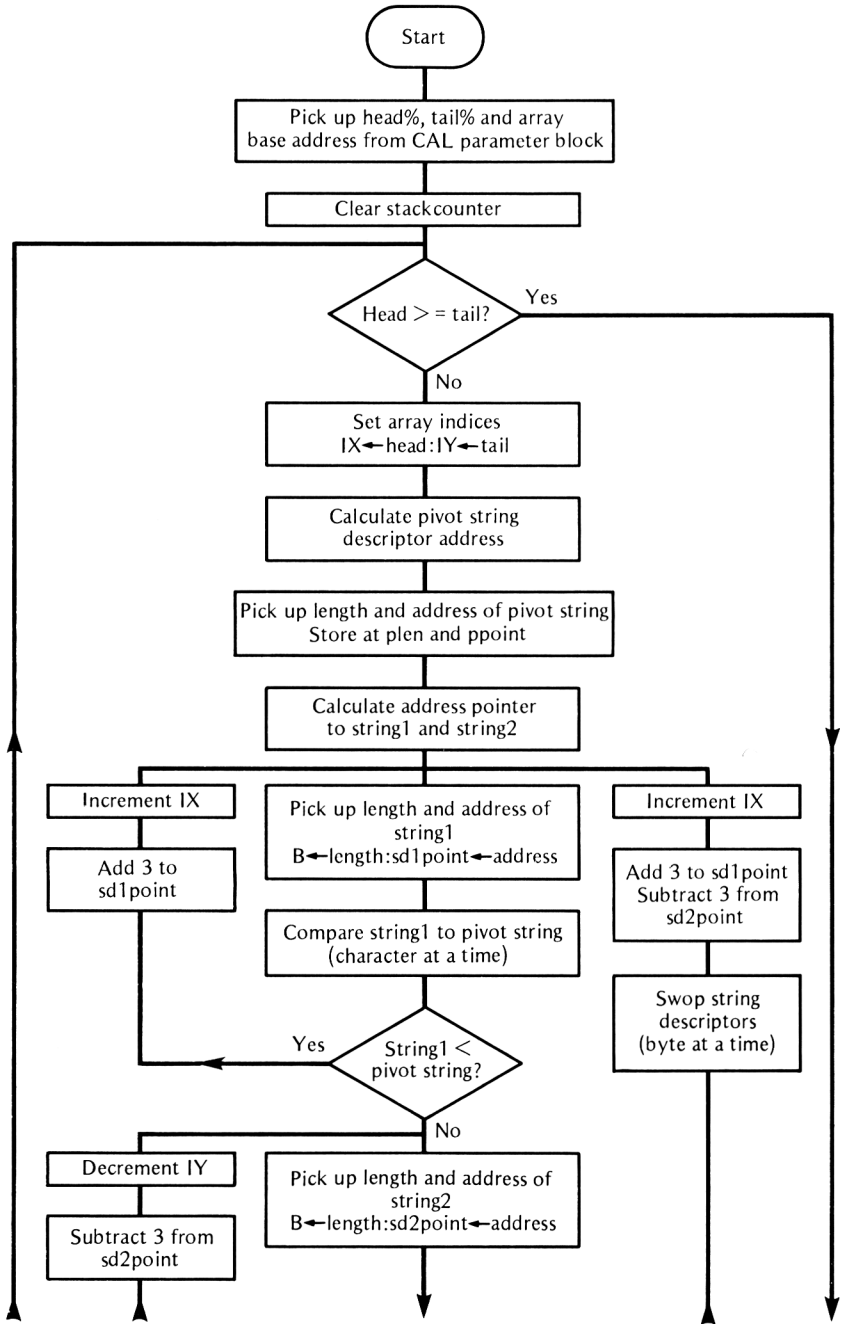 Start
Pick up head%, tail% and array
base address from CAL parameter block
Clear stackcounter
Head > = tail?
Yes
No
Set array indices
IX←head:IY←tail
Calculate pivot string
descriptor address
Pick up length and address of pivot string
Store at plen and ppoint
Calculate address pointer
to string1 and string2
Increment IX
Add 3 to
sd1point
Pick up length and address of
string1
B←length:sd1point←address
Increment IX
Add 3 to sd1point
Subtract 3 from
sd2point
Compare string1 to pivot string
(character at a time)
Swop string
descriptors
(byte at a time)
Yes
String1 <
pivot string?
No
Decrement IY
Subtract 3 from
sd2point
Pick up length and address of
string2
B←length:sd2point←address